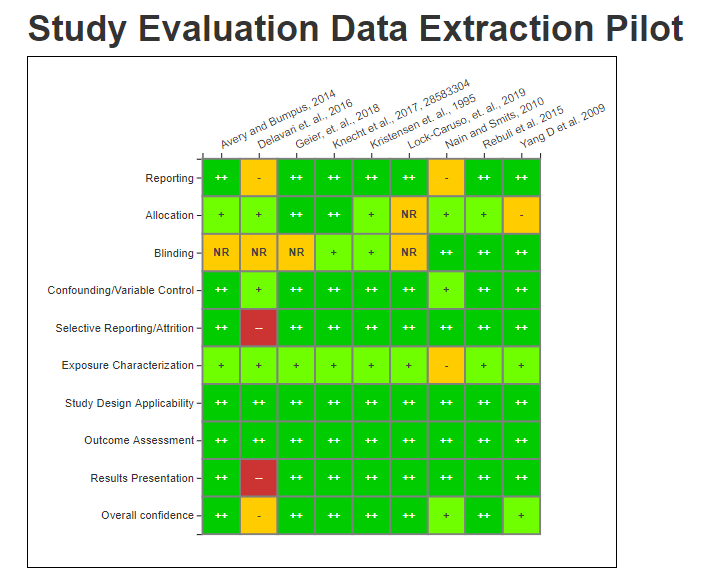 Study Evaluation Data Extraction Pilot
Avery and Bumpus, 2014
Delavari et. al., 2016
Geier, et. al., 2018
Knecht et al., 2017, 28583304
Kristensen et. al., 1995
Lock-Caruso, et. al., 2019
Nain and Smits, 2010
Rebuli et al. 2015
Yang D et al. 2009
Reporting ++ - ++ ++ ++ ++ - ++ ++
Allocation + + ++ ++ + NR + + -
Blinding NR NR NR + + NR ++ ++ ++
Confounding/Variable Control ++ + ++ ++ ++ ++ + ++ ++
Selective Reporting/Attrition ++ -- ++ ++ ++ ++ ++ ++ ++
Exposure Characterization + + + + + + - + +
Study Design Applicability ++ ++ ++ ++ ++ ++ ++ ++ ++
Outcome Assessment ++ ++ ++ ++ ++ ++ ++ ++ ++
Results Presentation ++ -- ++ ++ ++ ++ ++ ++ ++
Overall confidence ++ - ++ ++ ++ ++ + ++ +